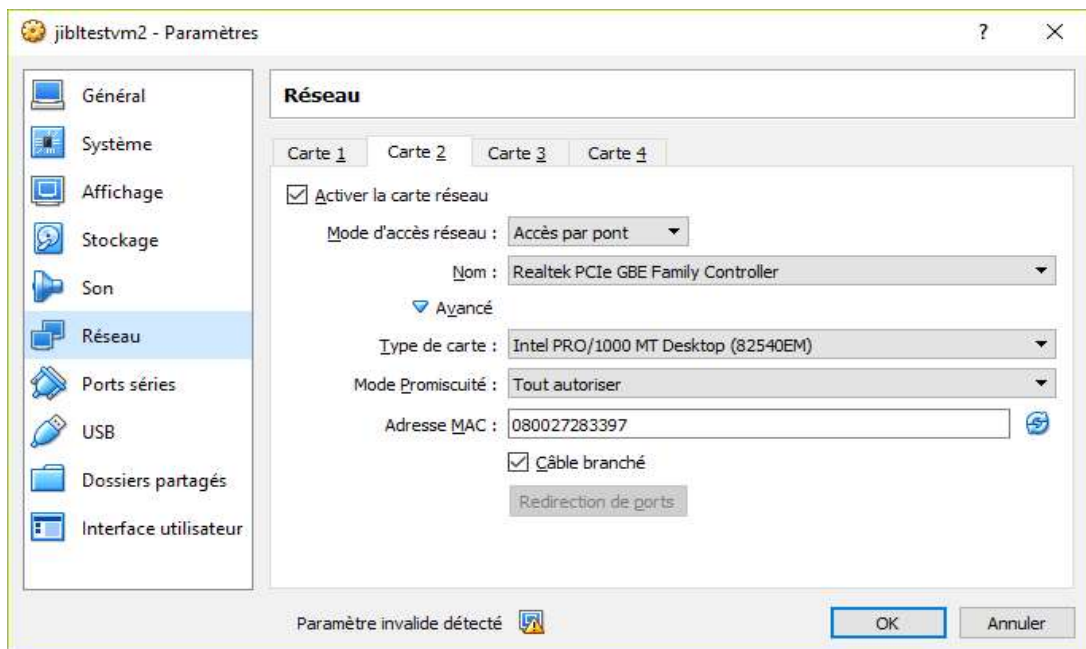 jibltestvm2 - Paramètres
?
Général
Système
Affichage
Stockage
Son
Réseau
Ports séries
USB
Dossiers partagés
Interface utilisateur
Réseau
Carte 1 Carte 2 Carte 3 Carte 4
Activer la carte réseau
Mode d'accès réseau : Accès par pont
Nom : Realtek PCIe GBE Family Controller
Avancé
Type de carte : Intel PRO/1000 MT Desktop (82540EM)
Mode Promiscuité : Tout autoriser
Adresse MAC : 080027283397
Câble branché
Redirection de ports
Paramètre invalide détecté
OK Annuler